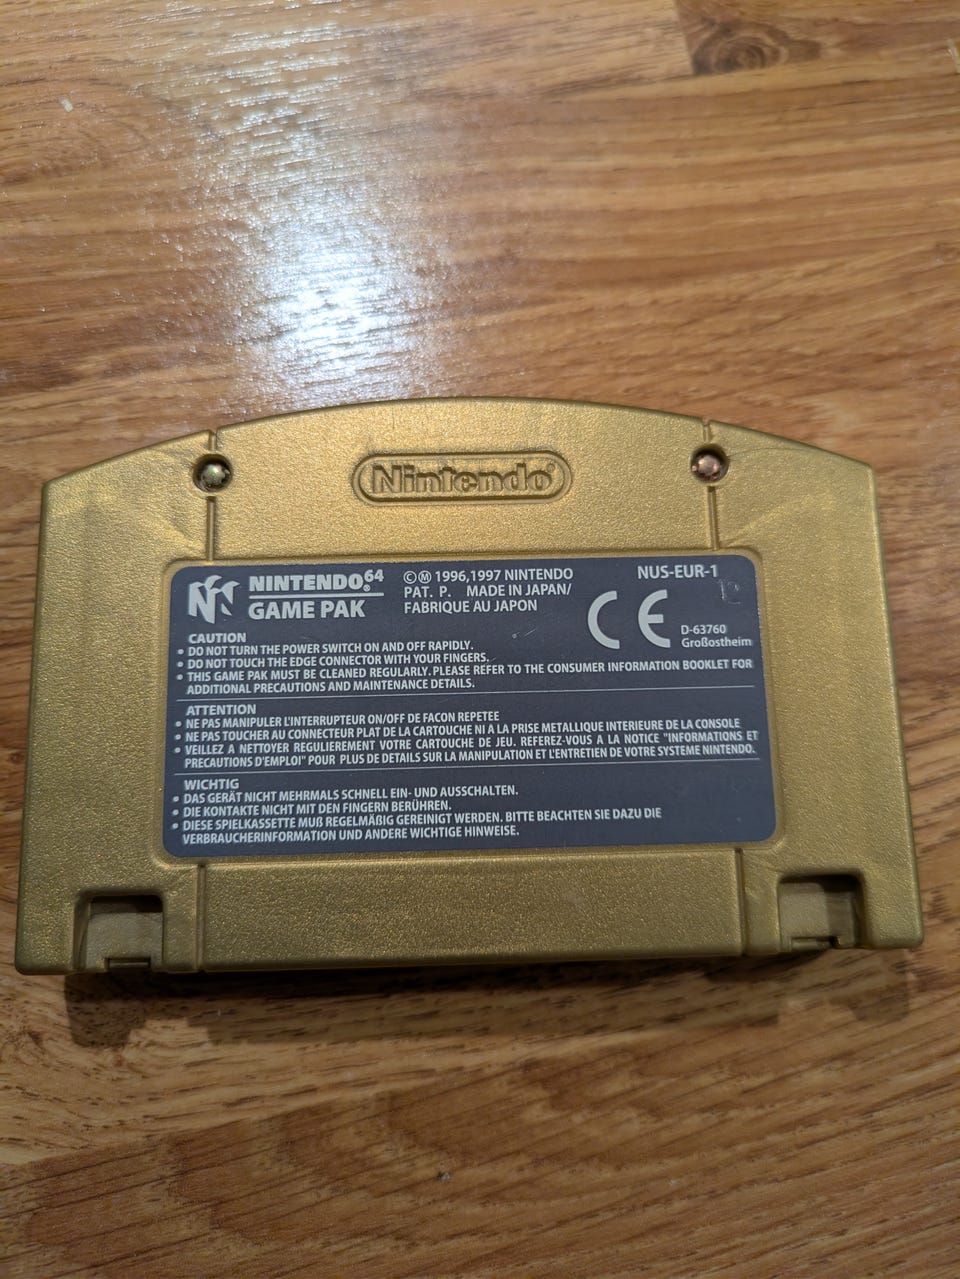 Nintendo®
NINTENDO®64
GAME PAK
©Ⓜ 1996,1997 NINTENDO
PAT. P. MADE IN JAPAN/
FABRIQUE AU JAPON
NUS-EUR-1
CE
D-63760
Großostheim
CAUTION
• DO NOT TURN THE POWER SWITCH ON AND OFF RAPIDLY.
• DO NOT TOUCH THE EDGE CONNECTOR WITH YOUR FINGERS.
• THIS GAME PAK MUST BE CLEANED REGULARLY. PLEASE REFER TO THE CONSUMER INFORMATION BOOKLET FOR
ADDITIONAL PRECAUTIONS AND MAINTENANCE DETAILS.
ATTENTION
• NE PAS MANIPULER L'INTERRUPTEUR ON/OFF DE FACON REPETEE
• NE PAS TOUCHER AU CONNECTEUR PLAT DE LA CARTOUCHE NI A LA PRISE METALLIQUE INTERIEURE DE LA CONSOLE
• VEILLEZ A NETTOYER REGULIEREMENT VOTRE CARTOUCHE DE JEU. REFEREZ-VOUS A LA NOTICE "INFORMATIONS ET
PRECAUTIONS D'EMPLOI" POUR PLUS DE DETAILS SUR LA MANIPULATION ET L'ENTRETIEN DE VOTRE SYSTEME NINTENDO.
WICHTIG
• DAS GERÄT NICHT MEHRMALS SCHNELL EIN- UND AUSSCHALTEN.
• DIE KONTAKTE NICHT MIT DEN FINGERN BERÜHREN.
• DIESE SPIELKASSETTE MUß REGELMÄßIG GEREINIGT WERDEN. BITTE BEACHTEN SIE DAZU DIE
VERBRAUCHERINFORMATION UND ANDERE WICHTIGE HINWEISE.